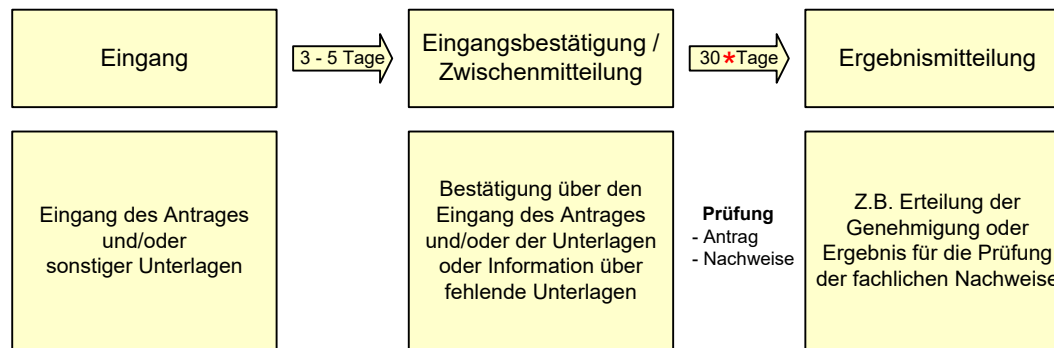 Eingang
3 - 5 Tage
Eingangsbestätigung /
Zwischenmitteilung
30*Tage
Ergebnismitteilung
Eingang des Antrages
und/oder
sonstiger Unterlagen
Bestätigung über den
Eingang des Antrages
und/oder der Unterlagen
oder Information über
fehlende Unterlagen
Prüfung
- Antrag
- Nachweise
Z.B. Erteilung der
Genehmigung oder
Ergebnis für die Prüfung
der fachlichen Nachweise